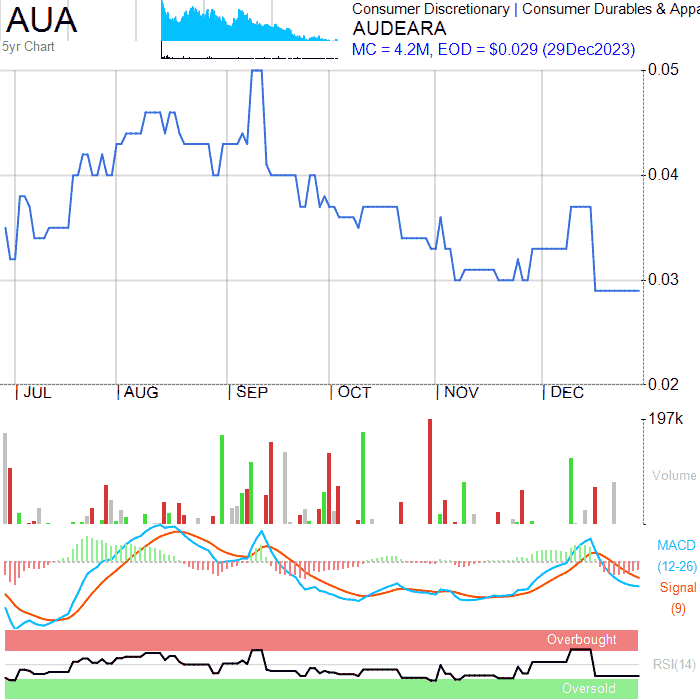 AUA
5yr Chart
Consumer Discretionary | Consumer Durables & Appa
AUDEARA
MC = 4.2M, EOD = $0.029 (29Dec2023)
0.05
0.04
0.03
0.02
JUL
AUG
SEP
OCT
NOV
DEC
197k
Volume
MACD
(12-26)
Signal
(9)
Overbought
RSI(14)
Oversold